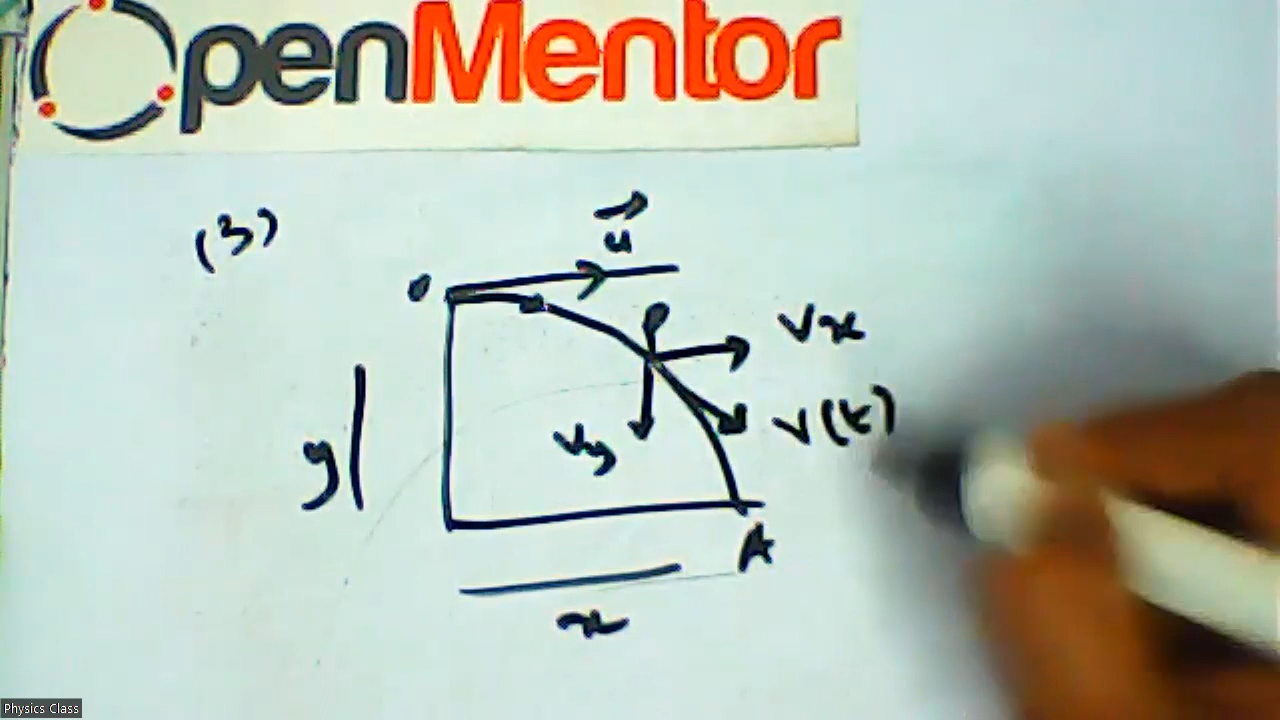 OpenMentor
(3)
u
O
P
Vx
V(t)
Vy
y
A
x
Physics Class